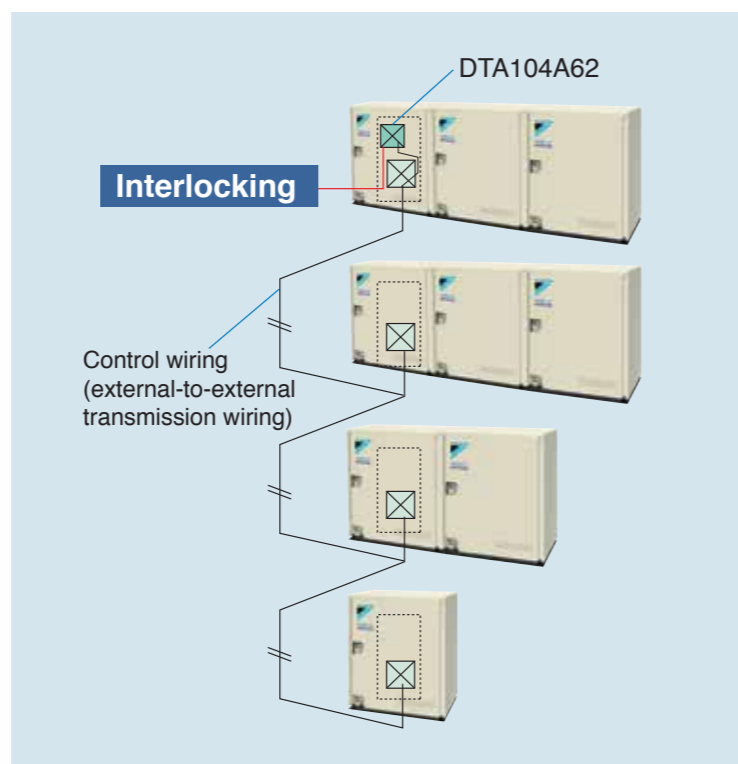 DTA104A62
Interlocking
Control wiring
(external-to-external
transmission wiring)